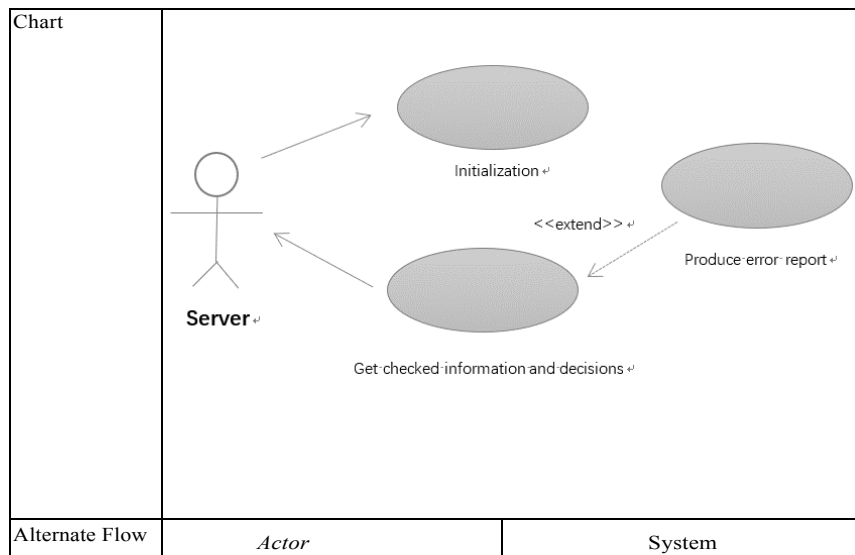 Chart
Initialization
<<extend>>
Produce error report
Server
Get checked information and decisions
Alternate Flow
Actor
System